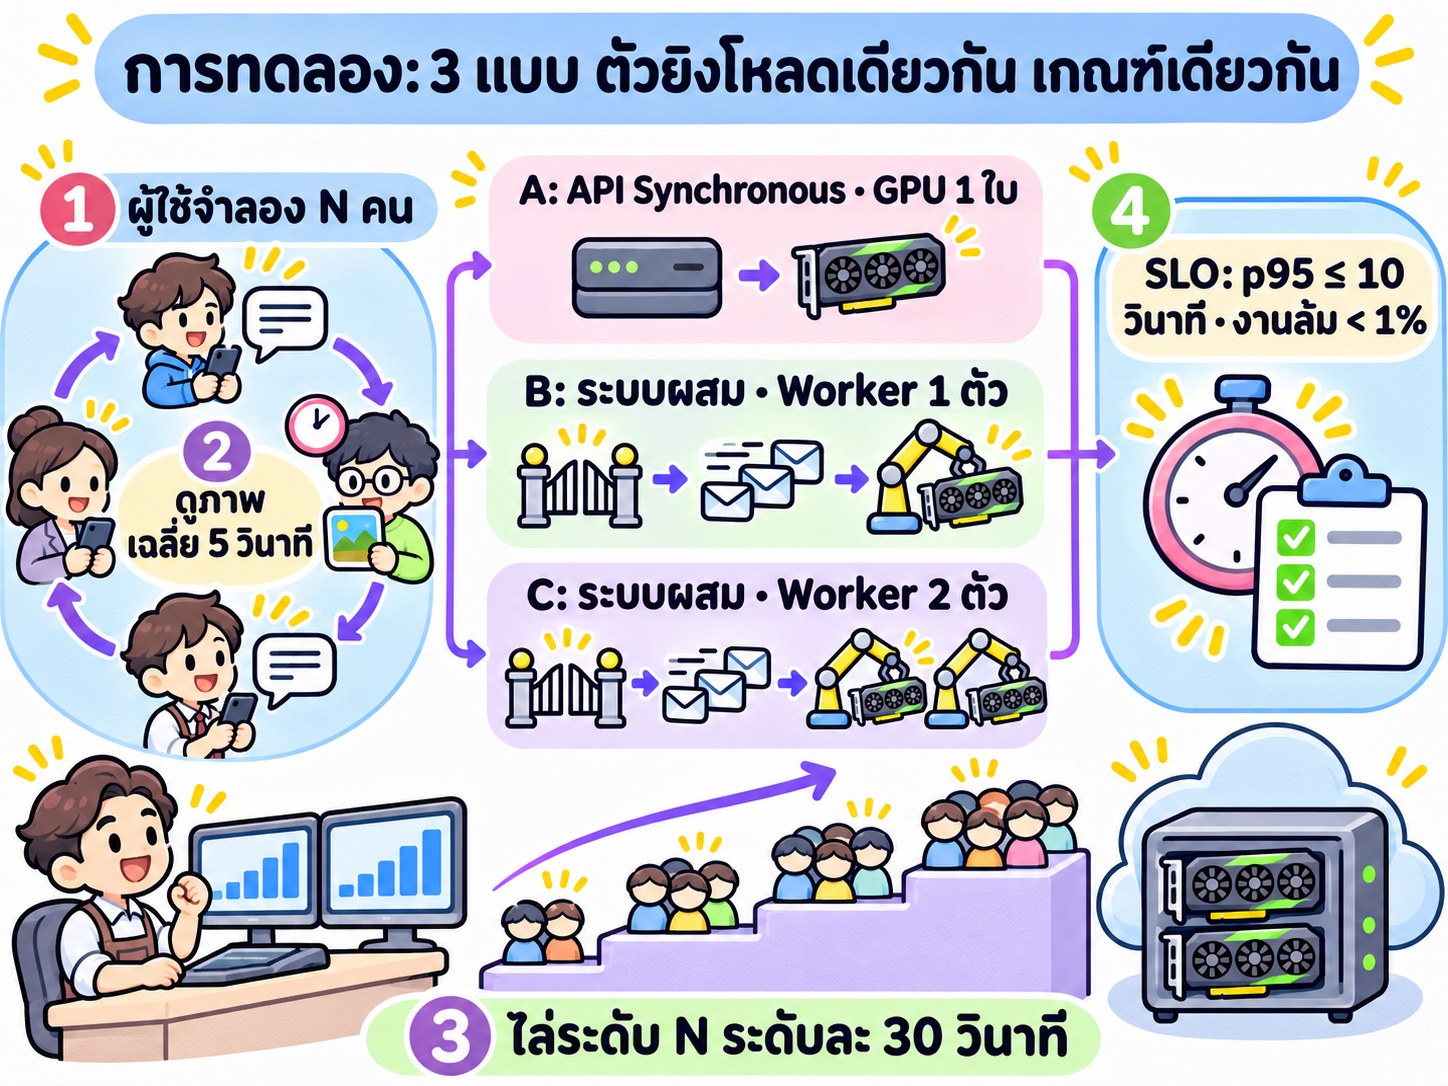 การทดลอง: 3 แบบ ตัวยิงโหลดเดียวกัน เกณฑ์เดียวกัน
1 ผู้ใช้จำลอง N คน
2
ดูภาพ
เฉลี่ย 5 วินาที
A: API Synchronous · GPU 1 ใบ
B: ระบบผสม · Worker 1 ตัว
C: ระบบผสม · Worker 2 ตัว
4
SLO: p95 ≤ 10
วินาที · งานล้ม < 1%
3 ไล่ระดับ N ระดับละ 30 วินาที